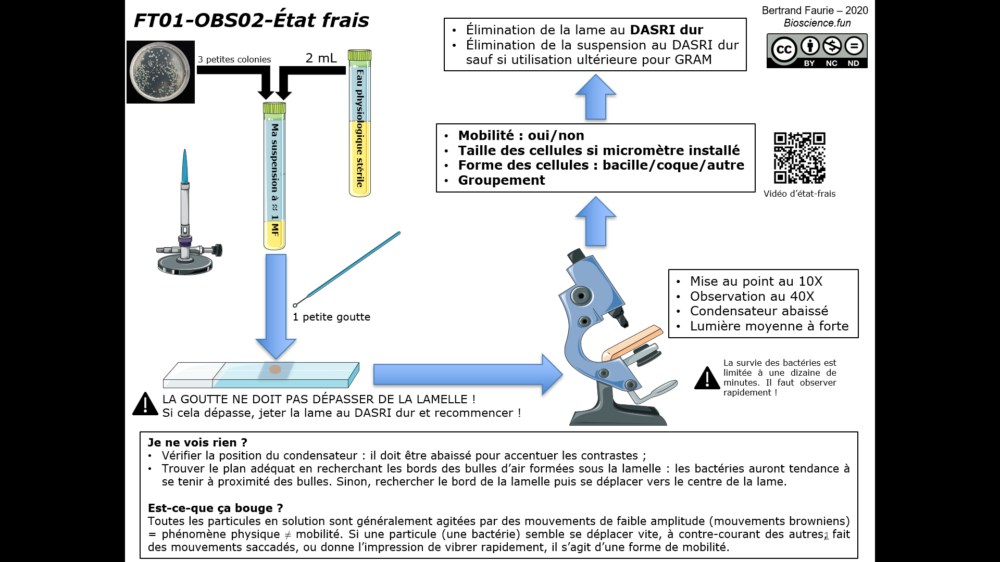 FT01-OBS02-État frais
3 petites colonies
2 mL
Eau physiologique stérile
Ma suspension à ≈ 1 MF
1 petite goutte
LA GOUTTE NE DOIT PAS DÉPASSER DE LA LAMELLE !
Si cela dépasse, jeter la lame au DASRI dur et recommencer !
• Mise au point au 10X
• Observation au 40X
• Condensateur abaissé
• Lumière moyenne à forte
La survie des bactéries est
limitée à une dizaine de
minutes. Il faut observer
rapidement !
• Mobilité : oui/non
• Taille des cellules si micromètre installé
• Forme des cellules : bacille/coque/autre
• Groupement
Vidéo d’état-frais
• Élimination de la lame au DASRI dur
• Élimination de la suspension au DASRI dur
sauf si utilisation ultérieure pour GRAM
Bertrand Faurie – 2020
Bioscience.fun
cc
BY NC ND
Je ne vois rien ?
• Vérifier la position du condensateur : il doit être abaissé pour accentuer les contrastes ;
• Trouver le plan adéquat en recherchant les bords des bulles d’air formées sous la lamelle : les bactéries auront tendance à
se tenir à proximité des bulles. Sinon, rechercher le bord de la lamelle puis se déplacer vers le centre de la lame.
Est-ce-que ça bouge ?
Toutes les particules en solution sont généralement agitées par des mouvements de faible amplitude (mouvements browniens)
= phénomène physique ≠ mobilité. Si une particule (une bactérie) semble se déplacer vite, à contre-courant des autres, fait
des mouvements saccadés, ou donne l’impression de vibrer rapidement, il s’agit d’une forme de mobilité.
1